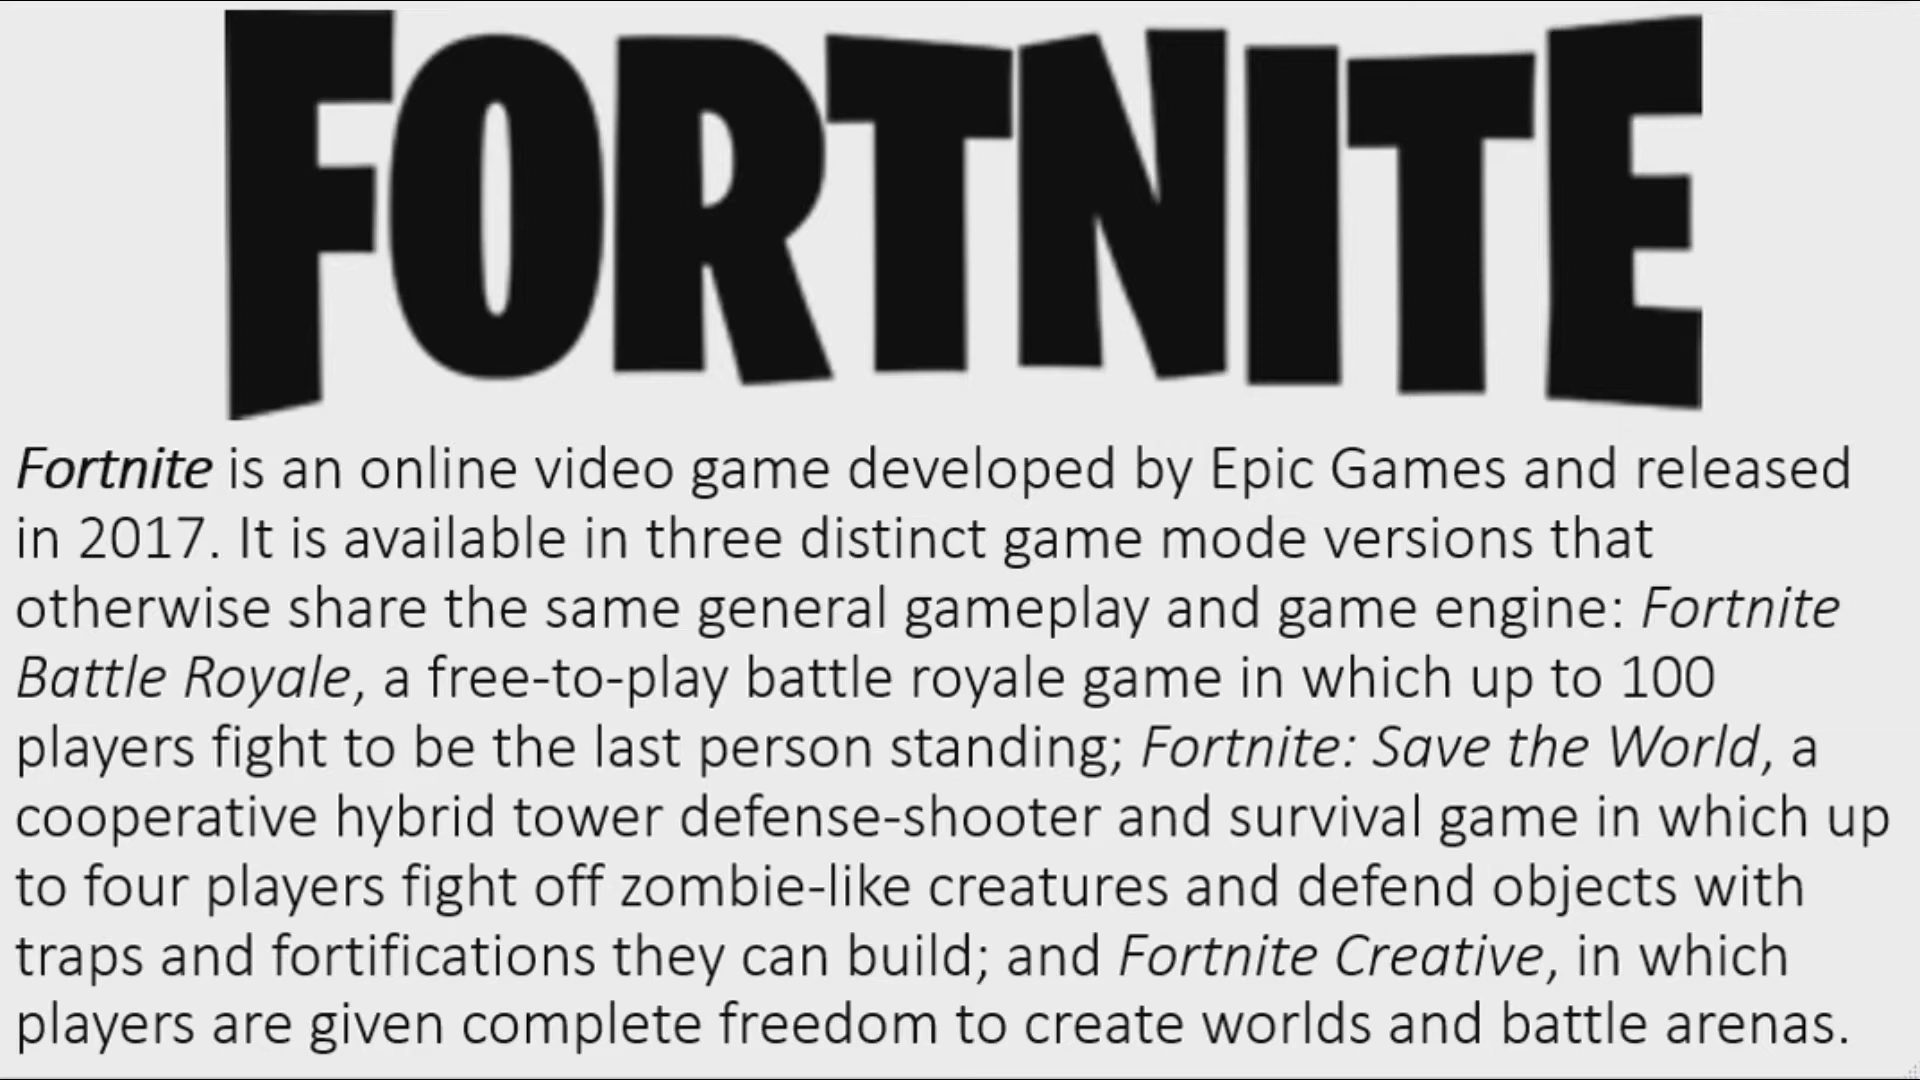 FORTNITE
Fortnite is an online video game developed by Epic Games and released
in 2017. It is available in three distinct game mode versions that
otherwise share the same general gameplay and game engine: Fortnite
Battle Royale, a free-to-play battle royale game in which up to 100
players fight to be the last person standing; Fortnite: Save the World, a
cooperative hybrid tower defense-shooter and survival game in which up
to four players fight off zombie-like creatures and defend objects with
traps and fortifications they can build; and Fortnite Creative, in which
players are given complete freedom to create worlds and battle arenas.